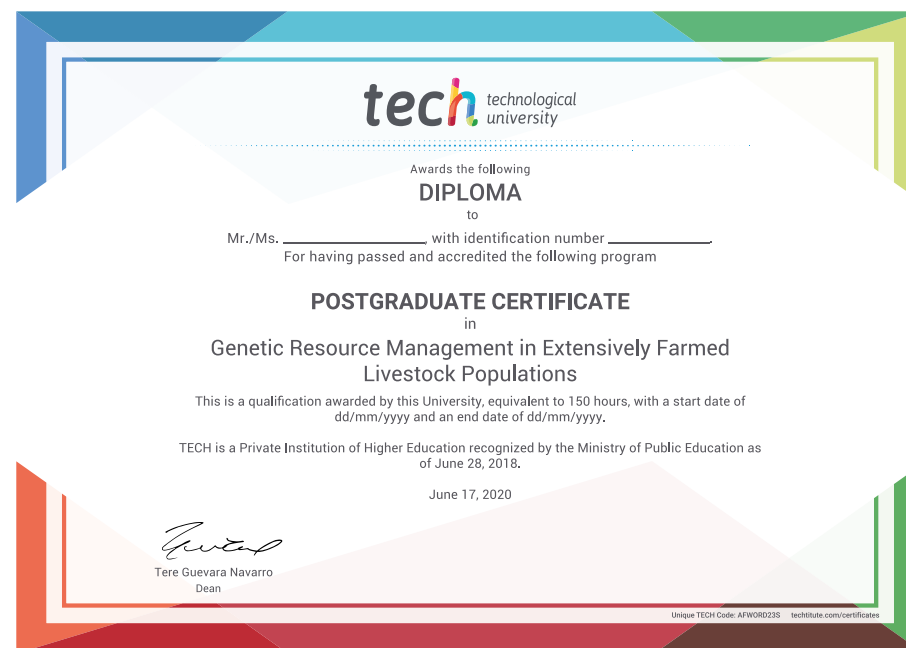 tech technological
university
Awards the following
DIPLOMA
to
Mr./Ms. ____________, with identification number ____________.
For having passed and accredited the following program
POSTGRADUATE CERTIFICATE
in
Genetic Resource Management in Extensively Farmed
Livestock Populations
This is a qualification awarded by this University, equivalent to 150 hours, with a start date of
dd/mm/yyyy and an end date of dd/mm/yyyy.
TECH is a Private Institution of Higher Education recognized by the Ministry of Public Education as
of June 28, 2018.
June 17, 2020
Tere Guevara Navarro
Dean
Unique TECH Code: AFWORD23S techtitute.com/certificates